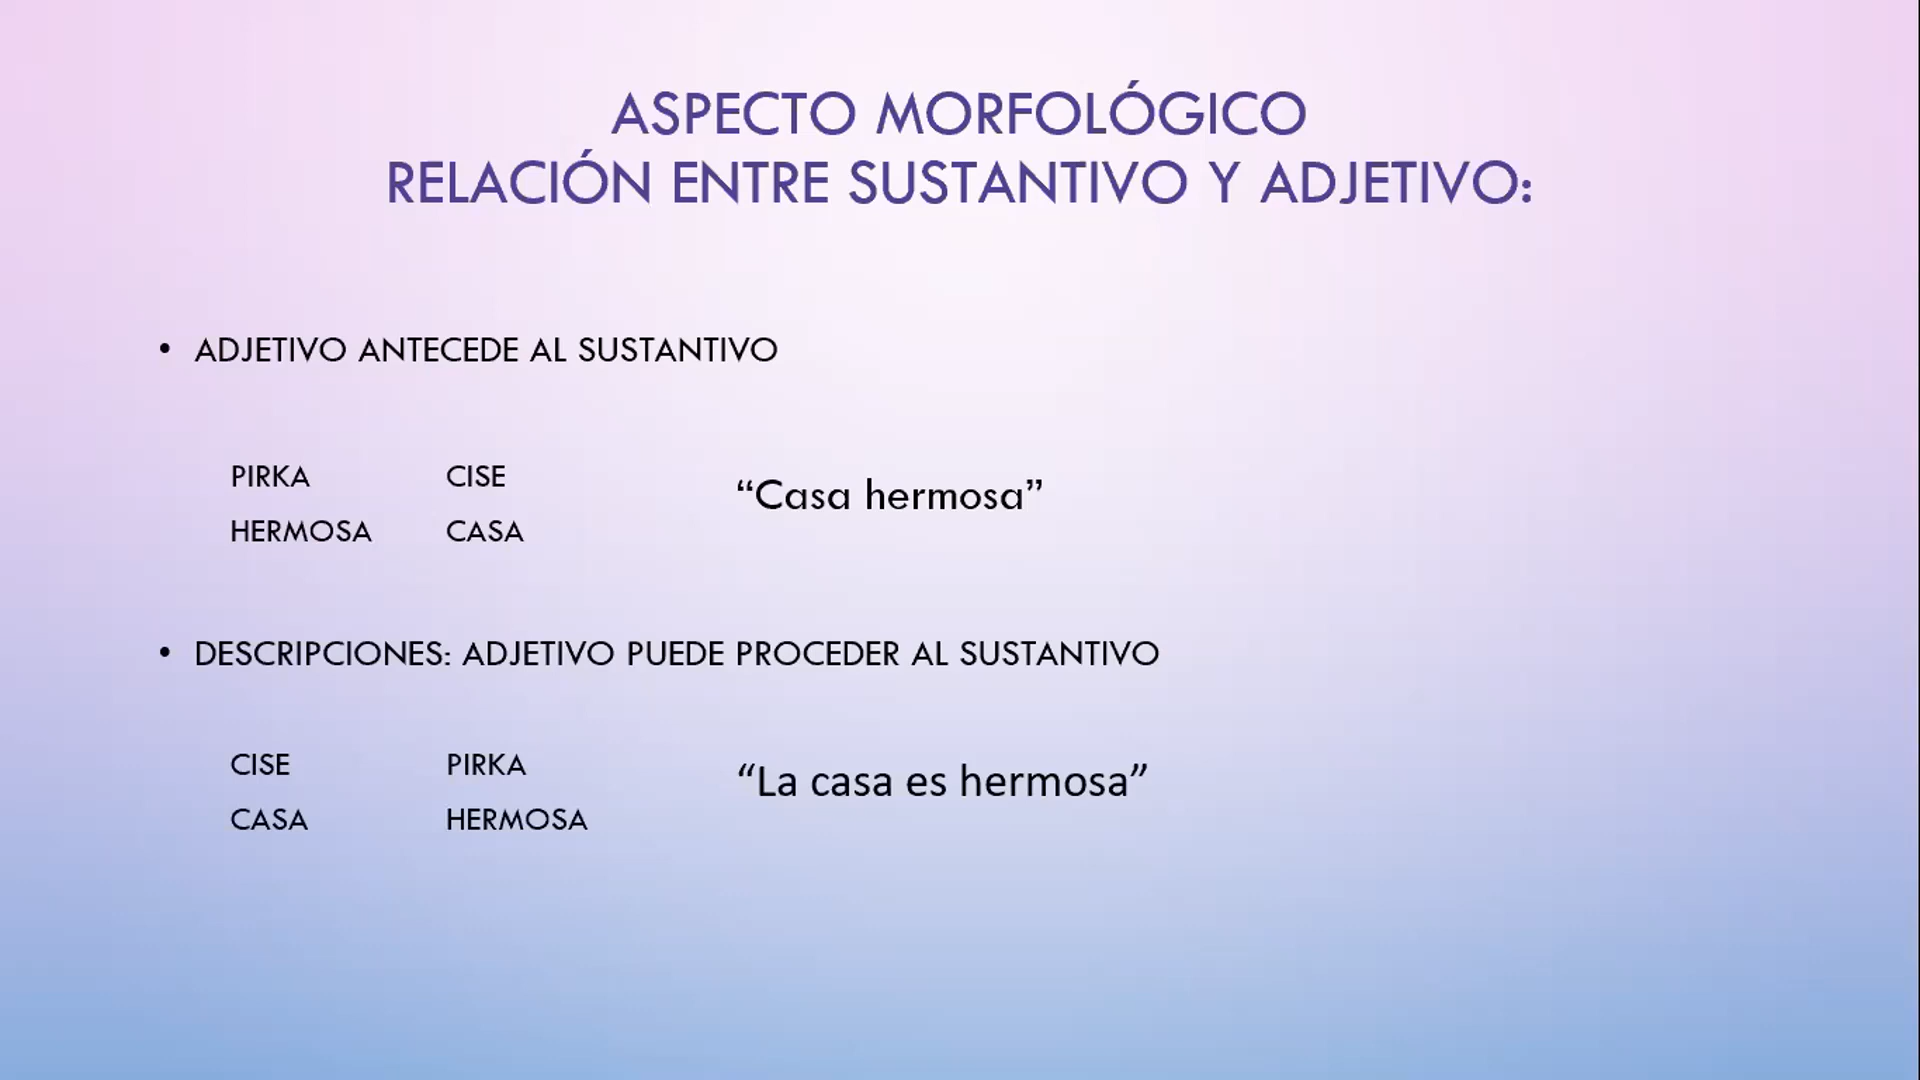 ASPECTO MORFOLÓGICO
RELACIÓN ENTRE SUSTANTIVO Y ADJETIVO:
• ADJETIVO ANTECEDE AL SUSTANTIVO
PIRKA CISE
HERMOSA CASA
“Casa hermosa”
• DESCRIPCIONES: ADJETIVO PUEDE PROCEDER AL SUSTANTIVO
CISE PIRKA
CASA HERMOSA
“La casa es hermosa”